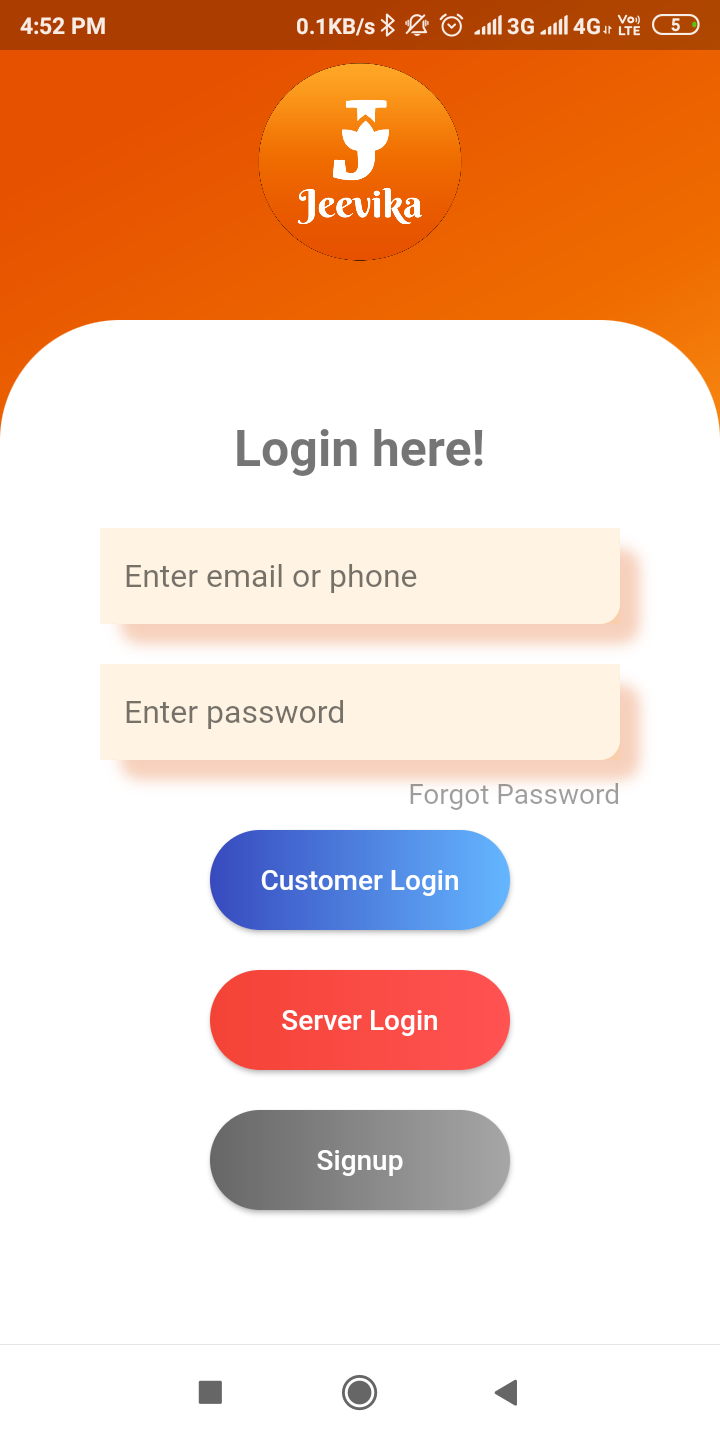 4:52 PM 0.1KB/s 3G 4G Vo LTE 5
J
Jeevika
Login here!
Enter email or phone
Enter password
Forgot Password
Customer Login
Server Login
Signup